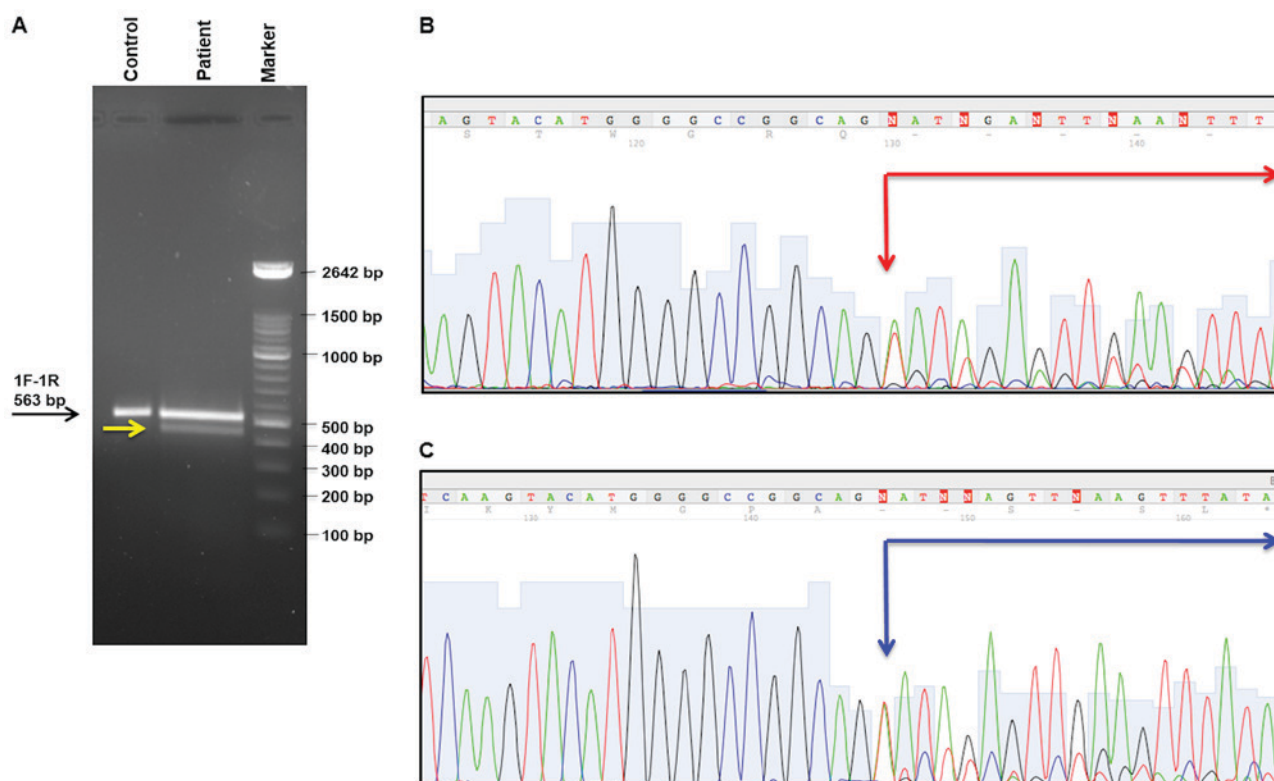 A
Control
Patient
Marker
2642 bp
1500 bp
1000 bp
1F-1R
563 bp
500 bp
400 bp
300 bp
200 bp
100 bp
B
A G T A C A T G G G G C C G G C A G N A T N G A N T T N A A N T T T
S T W G R Q - - - - -
120 130 140
C
T C A A G T A C A T G G G G C C G G C A G N A T N N A G T T N A A G T T T A T A
I K Y M G P A - - S - S L *
130 140 150 160